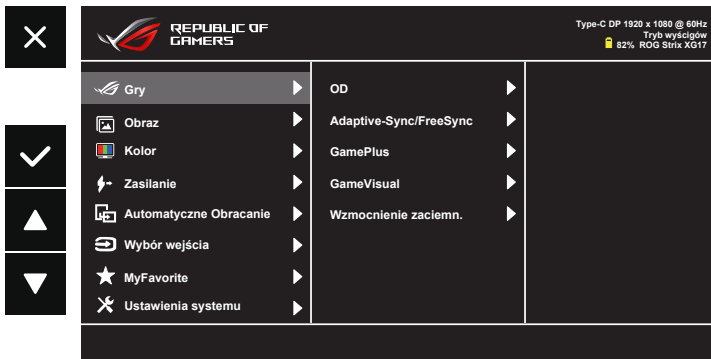 REPUBLIC OF
GAMERS
Type-C DP 1920 x 1080 @ 60Hz
Tryb wyścigów
82% ROG Strix XG17
Gry
Obraz
Kolor
Zasilanie
Automatyczne Obracanie
Wybór wejścia
MyFavorite
Ustawienia systemu
OD
Adaptive-Sync/FreeSync
GamePlus
GameVisual
Wzmocnienie zaciemn.